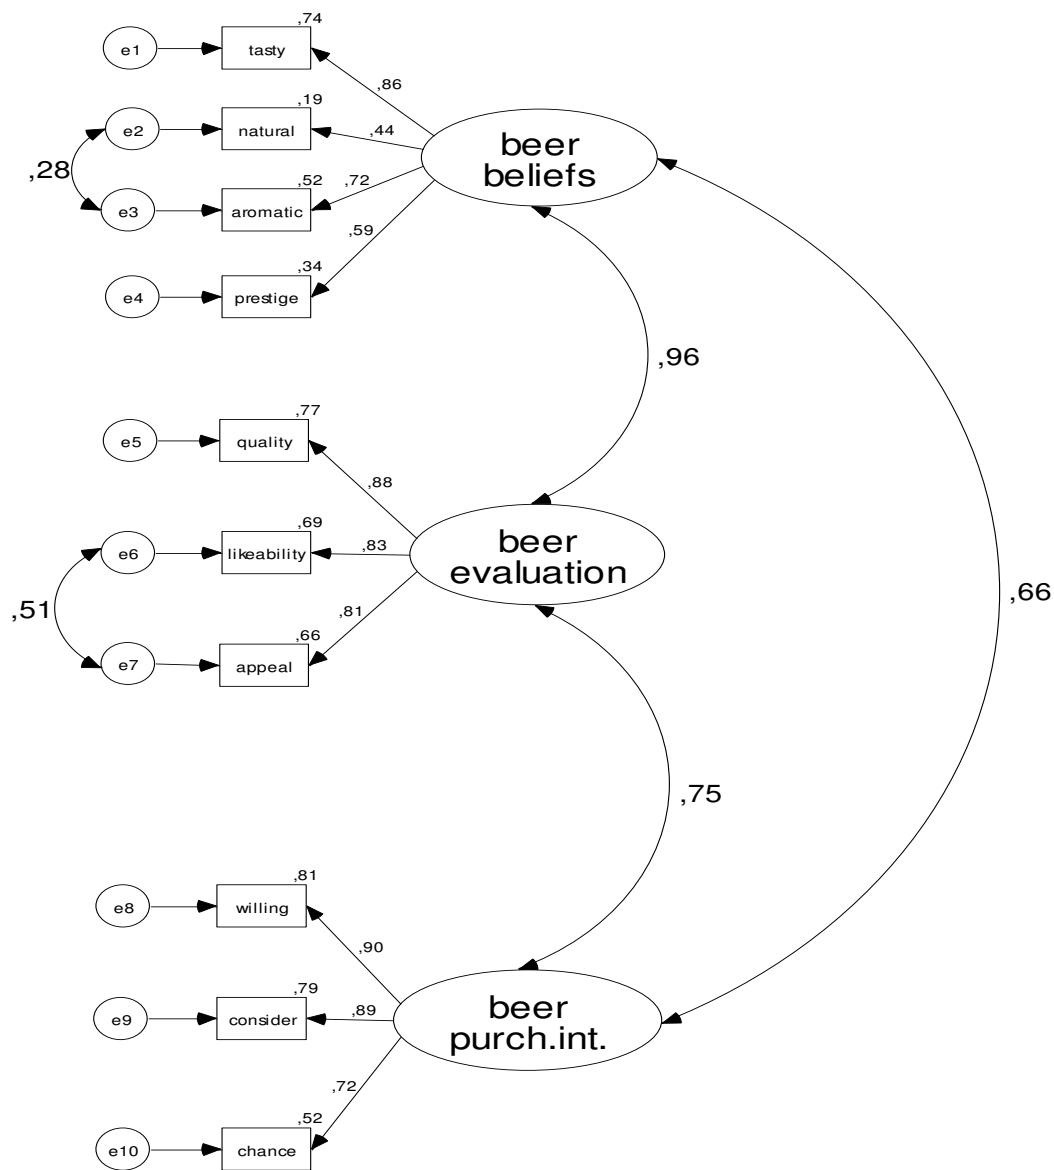 ,74
e1
tasty
,86
,19
e2
natural
,44
beer
beliefs
,28
,52
,72
e3
aromatic
,59
,34
e4
prestige
,96
,77
e5
quality
,88
,69
e6
likeability
,83
beer
evaluation
,66
,51
,81
,66
e7
appeal
,75
,81
e8
willing
,90
,79
e9
consider
,89
beer
purch.int.
,72
,52
e10
chance